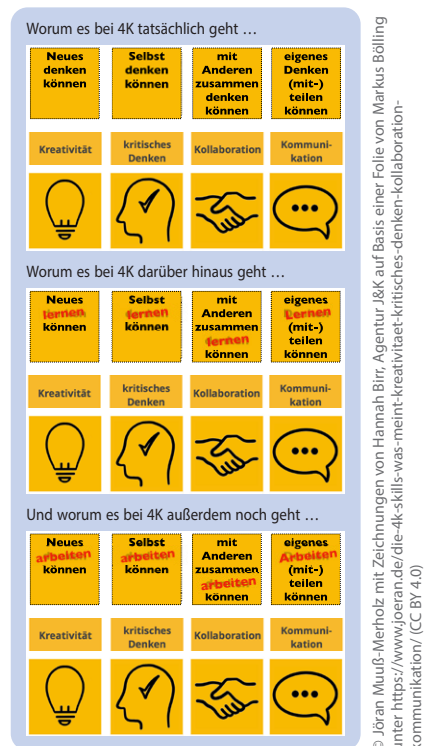 Worum es bei 4K tatsächlich geht …
Neues
denken
können
Selbst
denken
können
mit
Anderen
zusammen
denken
können
eigenes
Denken
(mit-)
teilen
können
Kreativität
kritisches
Denken
Kollaboration
Kommuni-
kation
Worum es bei 4K darüber hinaus geht …
Neues
lernen
können
Selbst
lernen
können
mit
Anderen
zusammen
lernen
können
eigenes
Lernen
(mit-)
teilen
können
Kreativität
kritisches
Denken
Kollaboration
Kommuni-
kation
Und worum es bei 4K außerdem noch geht …
Neues
arbeiten
können
Selbst
arbeiten
können
mit
Anderen
zusammen
arbeiten
können
eigenes
Arbeiten
(mit-)
teilen
können
Kreativität
kritisches
Denken
Kollaboration
Kommuni-
kation
© Jöran Muuß-Merholz mit Zeichnungen von Hannah Birr, Agentur J&K auf Basis einer Folie von Markus Bölling
unter https://www.joeran.de/die-4k-skills-was-meint-kreativitaet-kritisches-denken-kollaboration-
kommunikation/ (CC BY 4.0)